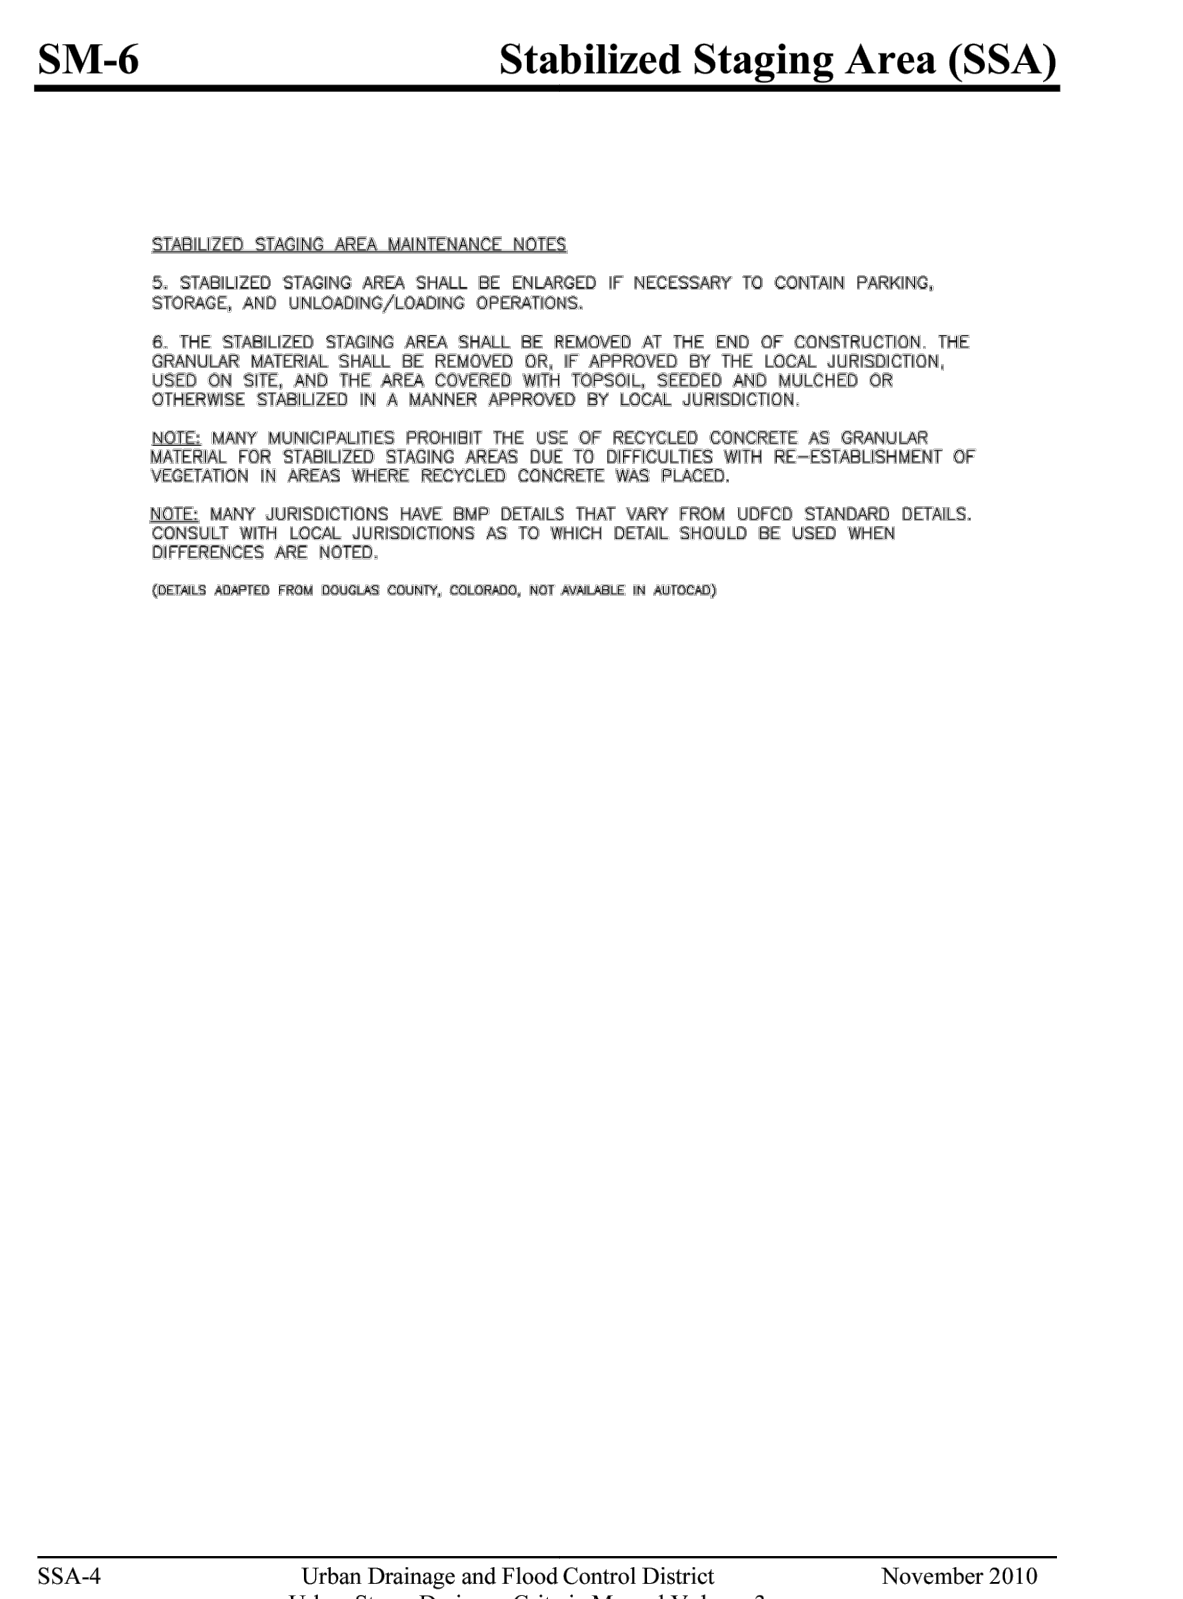 SM-6 Stabilized Staging Area (SSA)
STABILIZED STAGING AREA MAINTENANCE NOTES
5. STABILIZED STAGING AREA SHALL BE ENLARGED IF NECESSARY TO CONTAIN PARKING,
STORAGE, AND UNLOADING/LOADING OPERATIONS.
6. THE STABILIZED STAGING AREA SHALL BE REMOVED AT THE END OF CONSTRUCTION. THE
GRANULAR MATERIAL SHALL BE REMOVED OR, IF APPROVED BY THE LOCAL JURISDICTION,
USED ON SITE, AND THE AREA COVERED WITH TOPSOIL, SEEDED AND MULCHED OR
OTHERWISE STABILIZED IN A MANNER APPROVED BY LOCAL JURISDICTION.
NOTE: MANY MUNICIPALITIES PROHIBIT THE USE OF RECYCLED CONCRETE AS GRANULAR
MATERIAL FOR STABILIZED STAGING AREAS DUE TO DIFFICULTIES WITH RE-ESTABLISHMENT OF
VEGETATION IN AREAS WHERE RECYCLED CONCRETE WAS PLACED.
NOTE: MANY JURISDICTIONS HAVE BMP DETAILS THAT VARY FROM UDFCD STANDARD DETAILS.
CONSULT WITH LOCAL JURISDICTIONS AS TO WHICH DETAIL SHOULD BE USED WHEN
DIFFERENCES ARE NOTED.
(DETAILS ADAPTED FROM DOUGLAS COUNTY, COLORADO, NOT AVAILABLE IN AUTOCAD)
SSA-4 Urban Drainage and Flood Control District November 2010